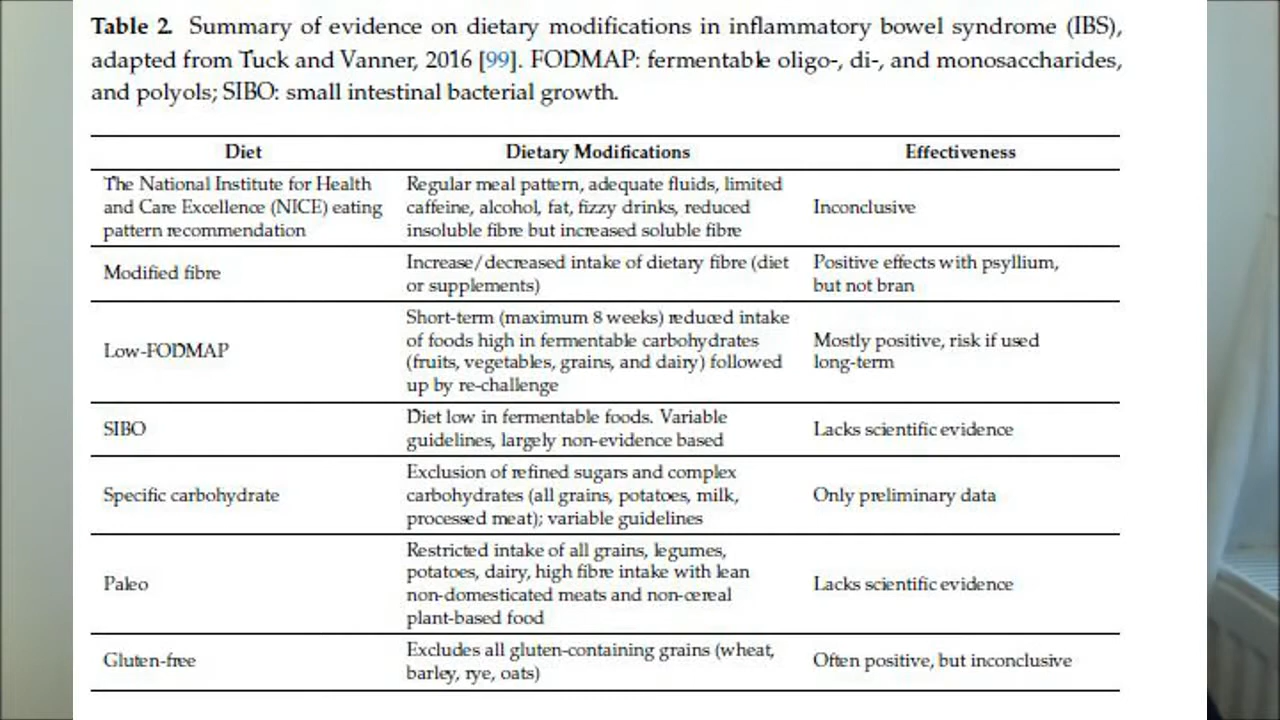 Table 2. Summary of evidence on dietary modifications in inflammatory bowel syndrome (IBS),
adapted from Tuck and Vanner, 2016 [99]. FODMAP: fermentable oligo-, di-, and monosaccharides,
and polyols; SIBO: small intestinal bacterial growth.
Diet Dietary Modifications Effectiveness
The National Institute for Health
and Care Excellence (NICE) eating
pattern recommendation
Regular meal pattern, adequate fluids, limited
caffeine, alcohol, fat, fizzy drinks, reduced
insoluble fibre but increased soluble fibre
Inconclusive
Modified fibre
Increase/decreased intake of dietary fibre (diet
or supplements)
Positive effects with psyllium,
but not bran
Low-FODMAP
Short-term (maximum 8 weeks) reduced intake
of foods high in fermentable carbohydrates
(fruits, vegetables, grains, and dairy) followed
up by re-challenge
Mostly positive, risk if used
long-term
SIBO
Diet low in fermentable foods. Variable
guidelines, largely non-evidence based
Lacks scientific evidence
Specific carbohydrate
Exclusion of refined sugars and complex
carbohydrates (all grains, potatoes, milk,
processed meat); variable guidelines
Only preliminary data
Paleo
Restricted intake of all grains, legumes,
potatoes, dairy, high fibre intake with lean
non-domesticated meats and non-cereal
plant-based food
Lacks scientific evidence
Gluten-free
Excludes all gluten-containing grains (wheat,
barley, rye, oats)
Often positive, but inconclusive